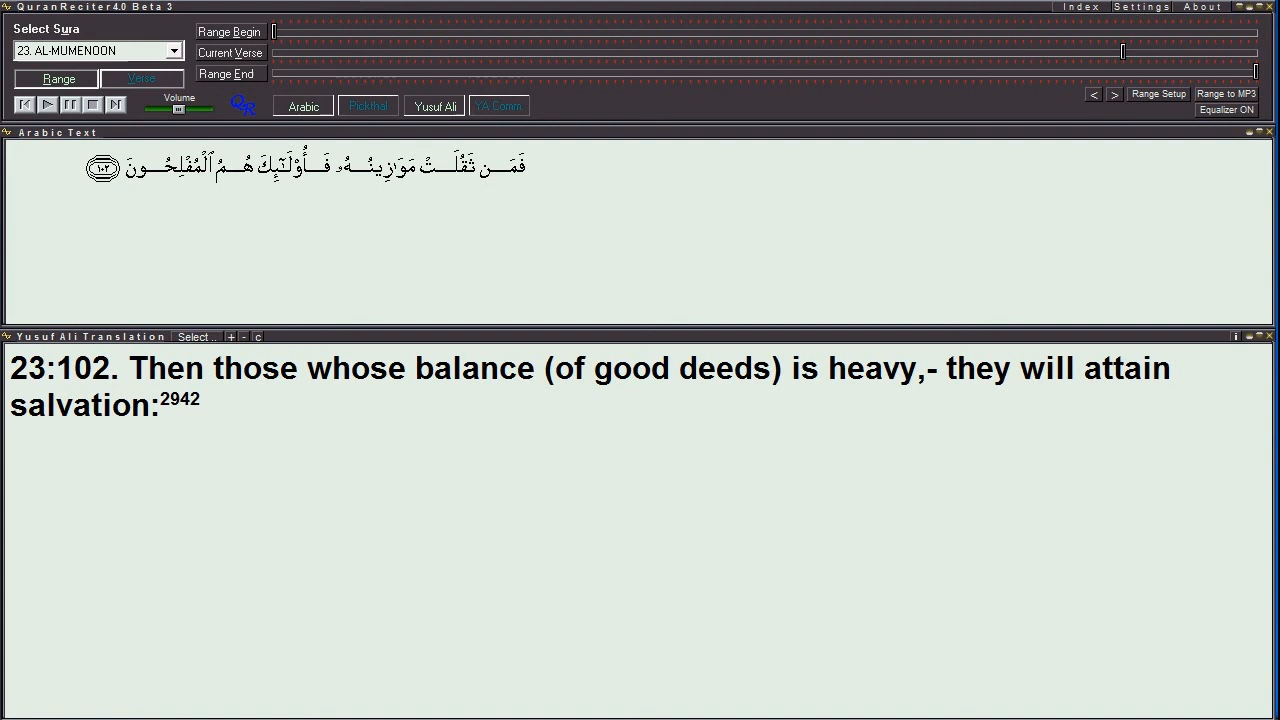 QuranReciter4.0 Beta 3
Index Settings About
Select Sura
23. AL-MUMENOON
Range Verse
Volume
Range Begin
Current Verse
Range End
QR
Arabic Pickthal Yusuf Ali YA Comm.
< > Range Setup Range to MP3
Equalizer ON
Arabic Text
فَمَن ثَقُلَتْ مَوَٰزِينُهُۥ فَأُو۟لَـٰٓئِكَ هُمُ ٱلْمُفْلِحُونَ ١٠٢
Yusuf Ali Translation Select .. + - c i
23:102. Then those whose balance (of good deeds) is heavy,- they will attain
salvation:2942